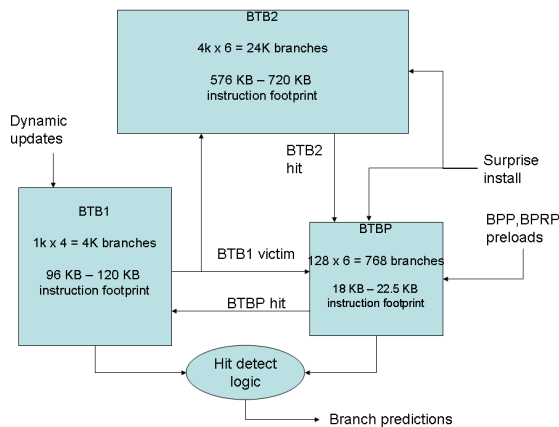 BTB2
4k x 6 = 24K branches
576 KB – 720 KB
instruction footprint
Dynamic
updates
BTB2
hit
Surprise
install
BTB1
1k x 4 = 4K branches
96 KB – 120 KB
instruction footprint
BTB1 victim
BTBP hit
BTBP
128 x 6 = 768 branches
18 KB – 22.5 KB
instruction footprint
BPP,BPRP
preloads
Hit detect
logic
Branch predictions